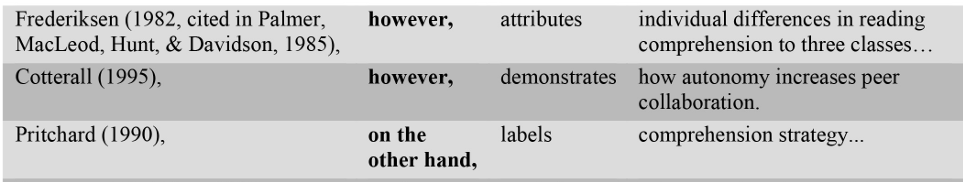 Frederiksen (1982, cited in Palmer, however, attributes individual differences in reading
MacLeod, Hunt, & Davidson, 1985), comprehension to three classes…
Cotterall (1995), however, demonstrates how autonomy increases peer
collaboration.
Pritchard (1990), on the labels comprehension strategy...
other hand,